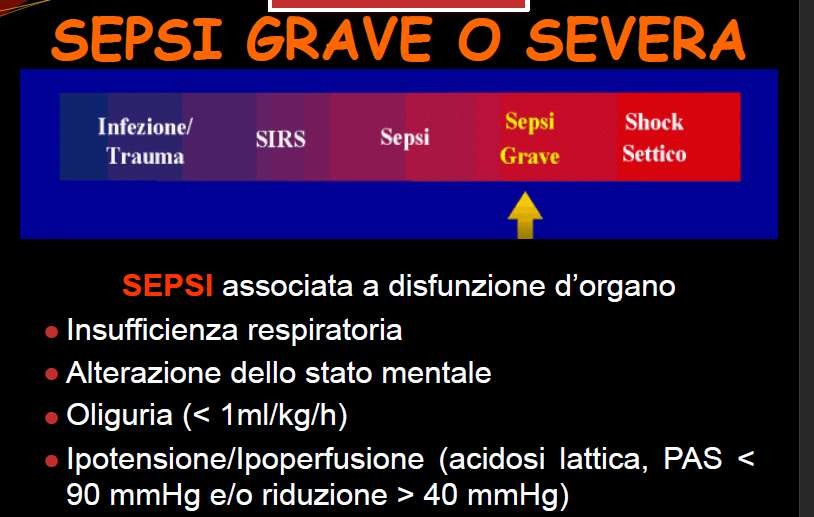 SEPSI GRAVE O SEVERA
Infezione/
Trauma
SIRS
Sepsi
Sepsi
Grave
Shock
Settico
SEPSI associata a disfunzione d'organo
Insufficienza respiratoria
Alterazione dello stato mentale
Oliguria (< 1ml/kg/h)
Ipotensione/Ipoperfusione (acidosi lattica, PAS <
90 mmHg e/o riduzione > 40 mmHg)